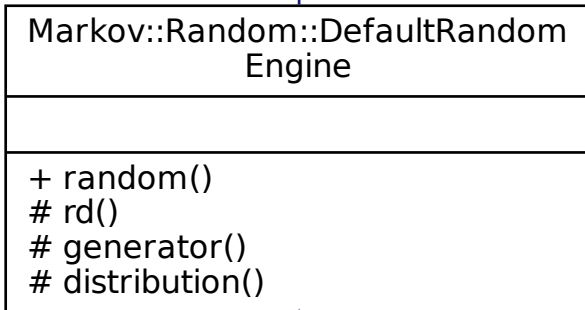 Markov::Random::DefaultRandom
Engine
+ random()
# rd()
# generator()
# distribution()